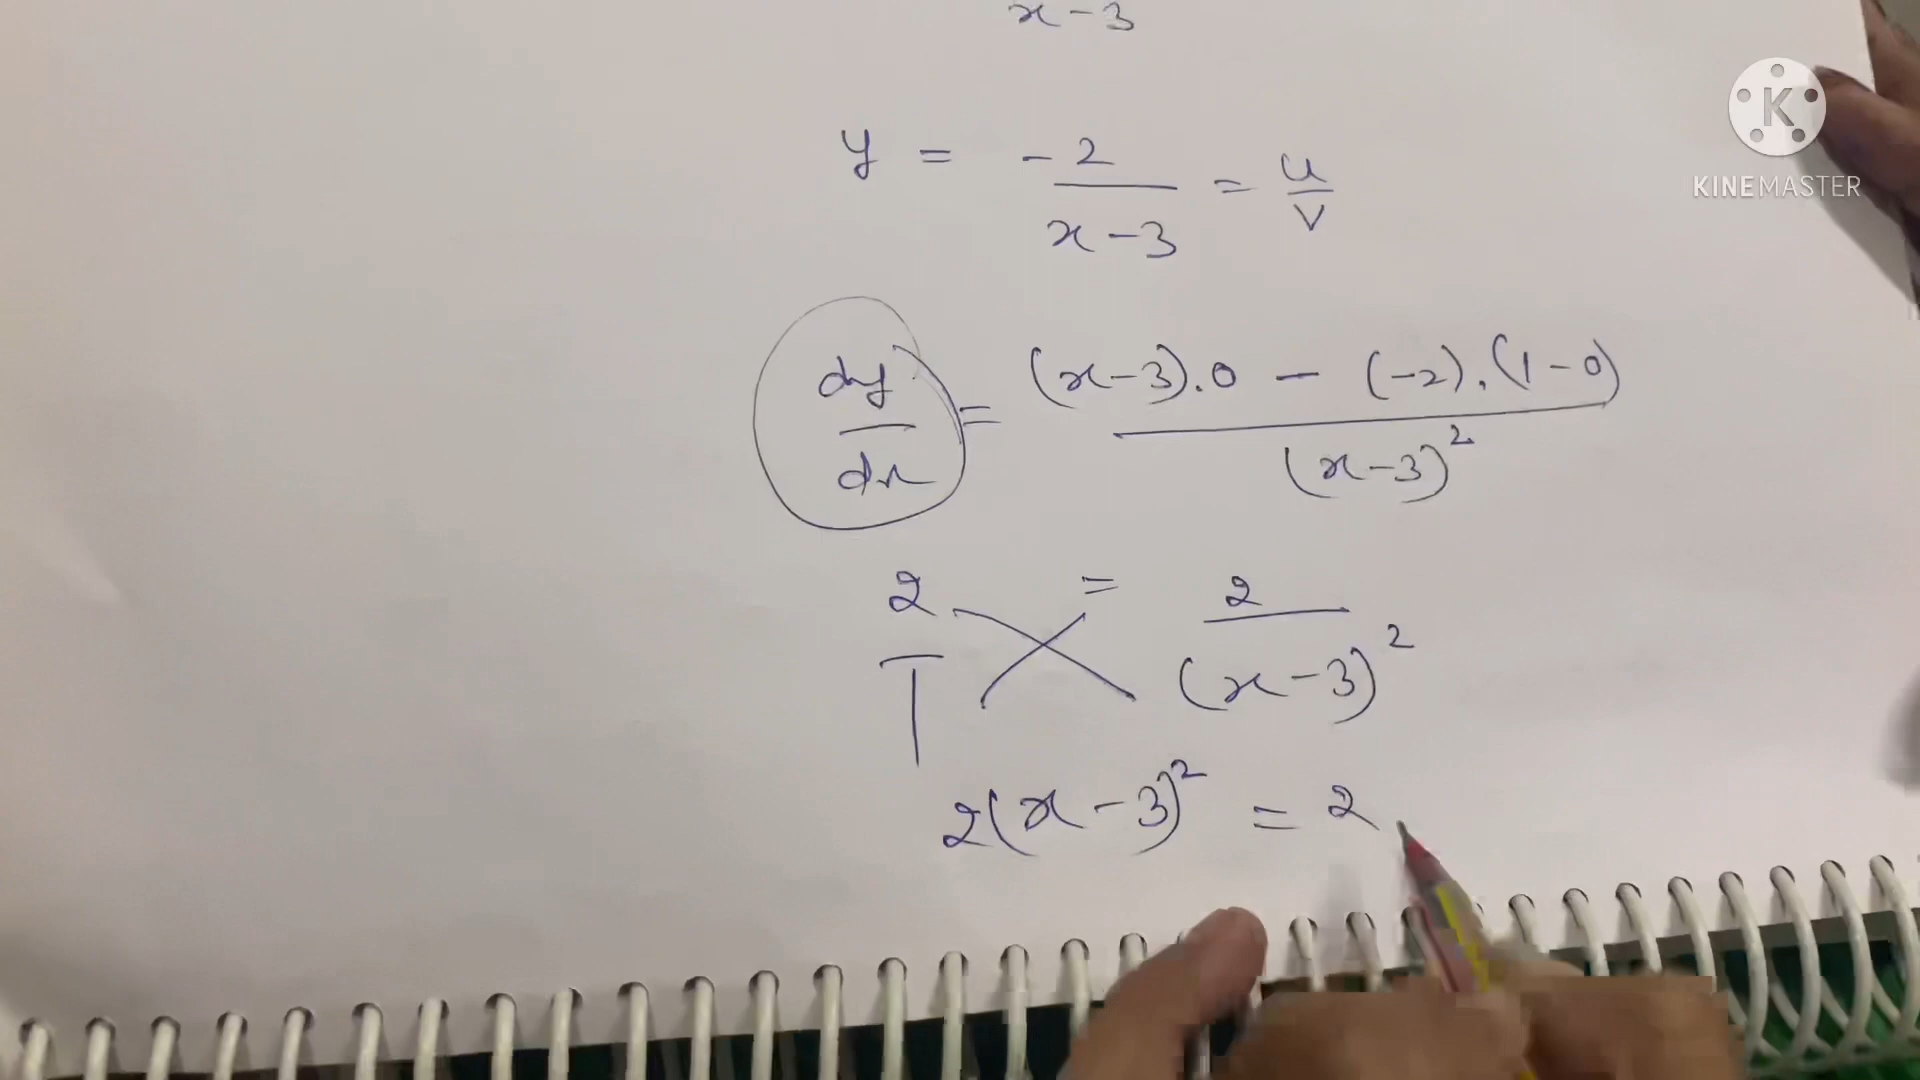 x-3
y = -2/(x-3) = u/v
dy/dx = ((x-3).0 - (-2).(1-0))/(x-3)²
2/1 = 2/(x-3)²
2(x-3)² = 2
K
KINEMASTER